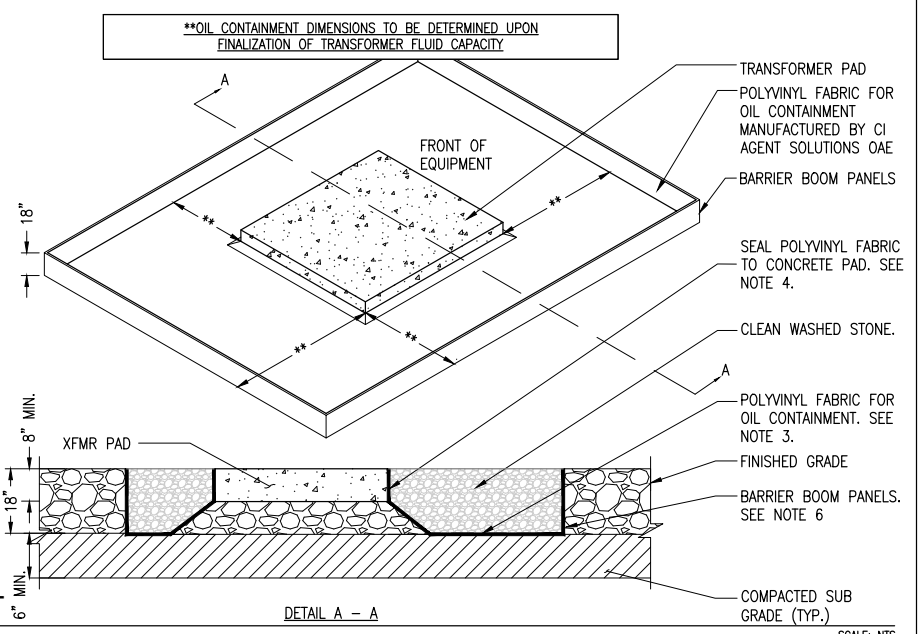 **OIL CONTAINMENT DIMENSIONS TO BE DETERMINED UPON
FINALIZATION OF TRANSFORMER FLUID CAPACITY
A
TRANSFORMER PAD
POLYVINYL FABRIC FOR
OIL CONTAINMENT
MANUFACTURED BY CI
AGENT SOLUTIONS OAE
FRONT OF
EQUIPMENT
BARRIER BOOM PANELS
**
**
18"
SEAL POLYVINYL FABRIC
TO CONCRETE PAD. SEE
NOTE 4.
CLEAN WASHED STONE.
**
**
A
POLYVINYL FABRIC FOR
OIL CONTAINMENT. SEE
NOTE 3.
8" MIN.
XFMR PAD
FINISHED GRADE
18"
BARRIER BOOM PANELS.
SEE NOTE 6
6" MIN.
COMPACTED SUB
GRADE (TYP.)
DETAIL A – A
SCALE: NTS